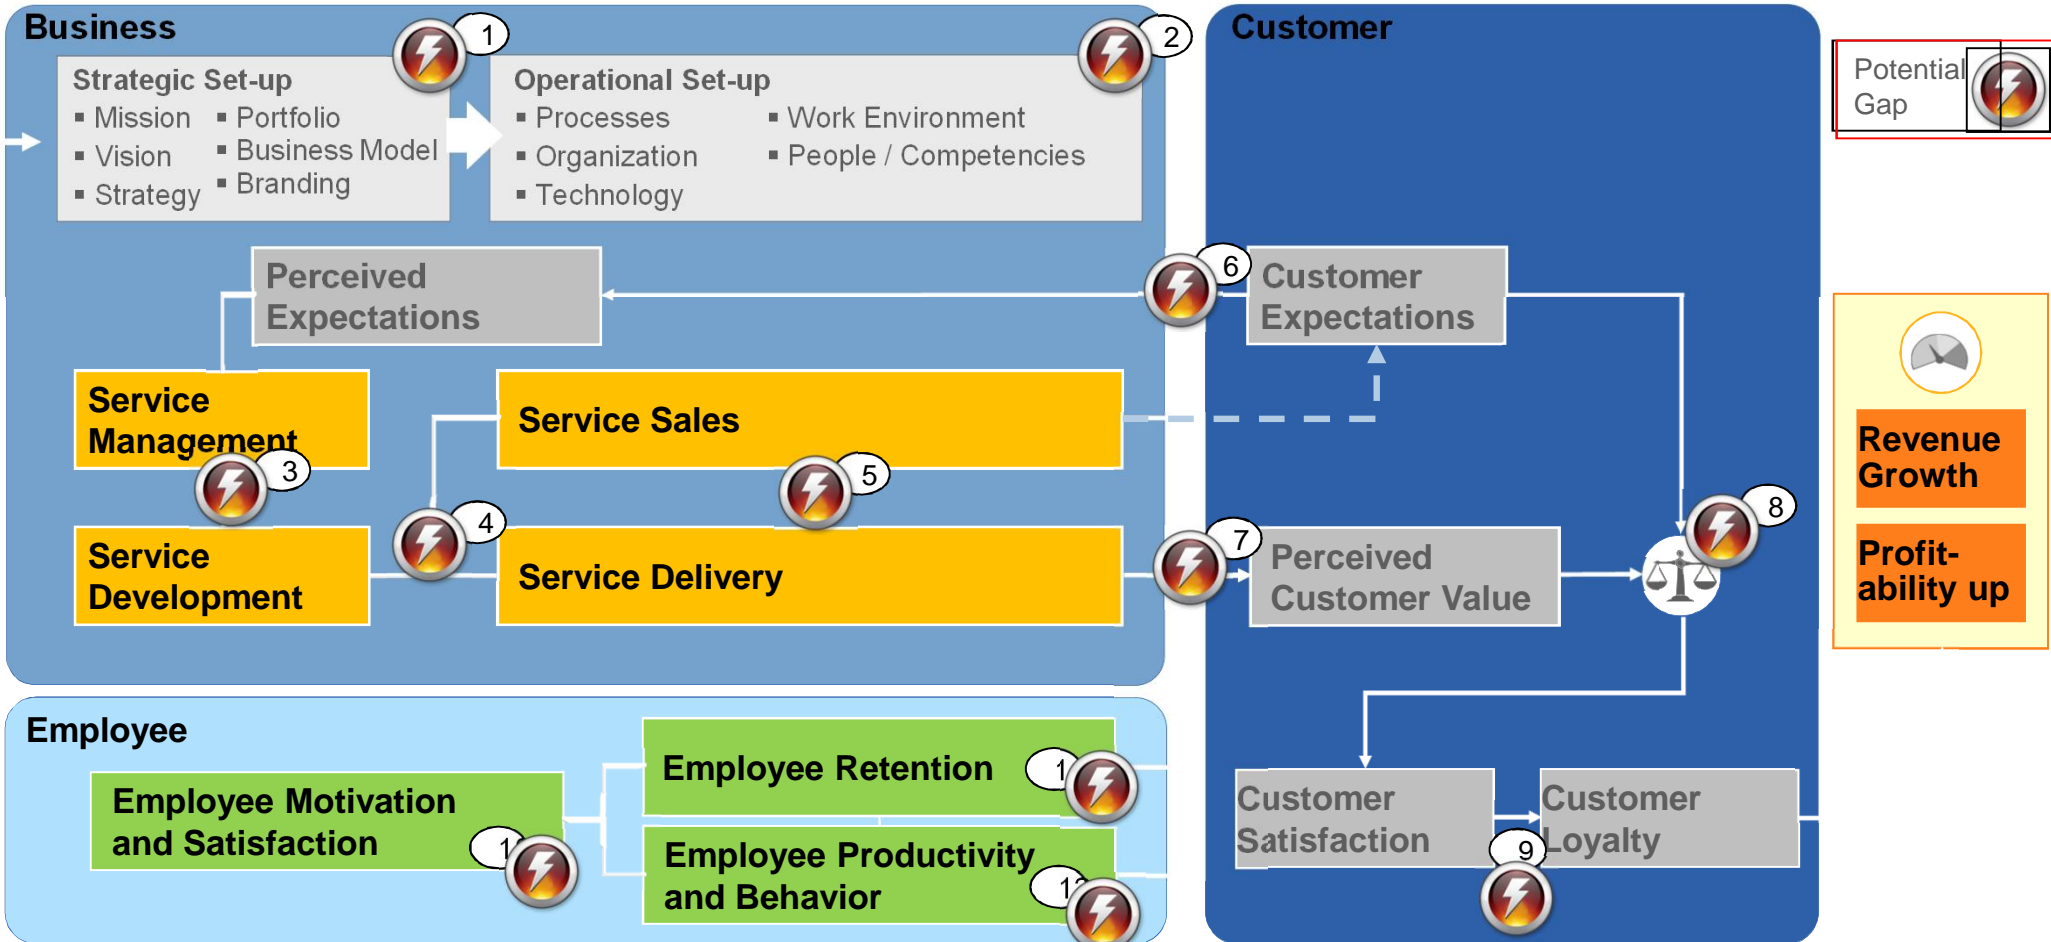 Business
1
2
Strategic Set-up
▪ Mission
▪ Vision
▪ Strategy
▪ Portfolio
▪ Business Model
▪ Branding
Operational Set-up
▪ Processes
▪ Organization
▪ Technology
▪ Work Environment
▪ People / Competencies
Perceived
Expectations
Service
Management
3
Service Sales
4
5
Service
Development
Service Delivery
Customer
6
Customer
Expectations
7
Perceived
Customer Value
8
Customer
Satisfaction
9
Customer
Loyalty
Employee
Employee Motivation
and Satisfaction
Employee Retention
Employee Productivity
and Behavior
Potential
Gap
Revenue
Growth
Profit-
ability up